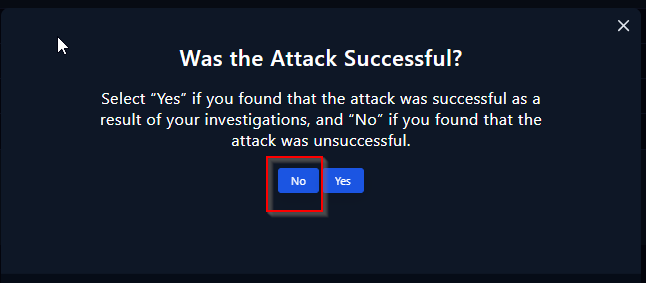 Was the Attack Successful?
Select “Yes” if you found that the attack was successful as a
result of your investigations, and “No” if you found that the
attack was unsuccessful.
No Yes